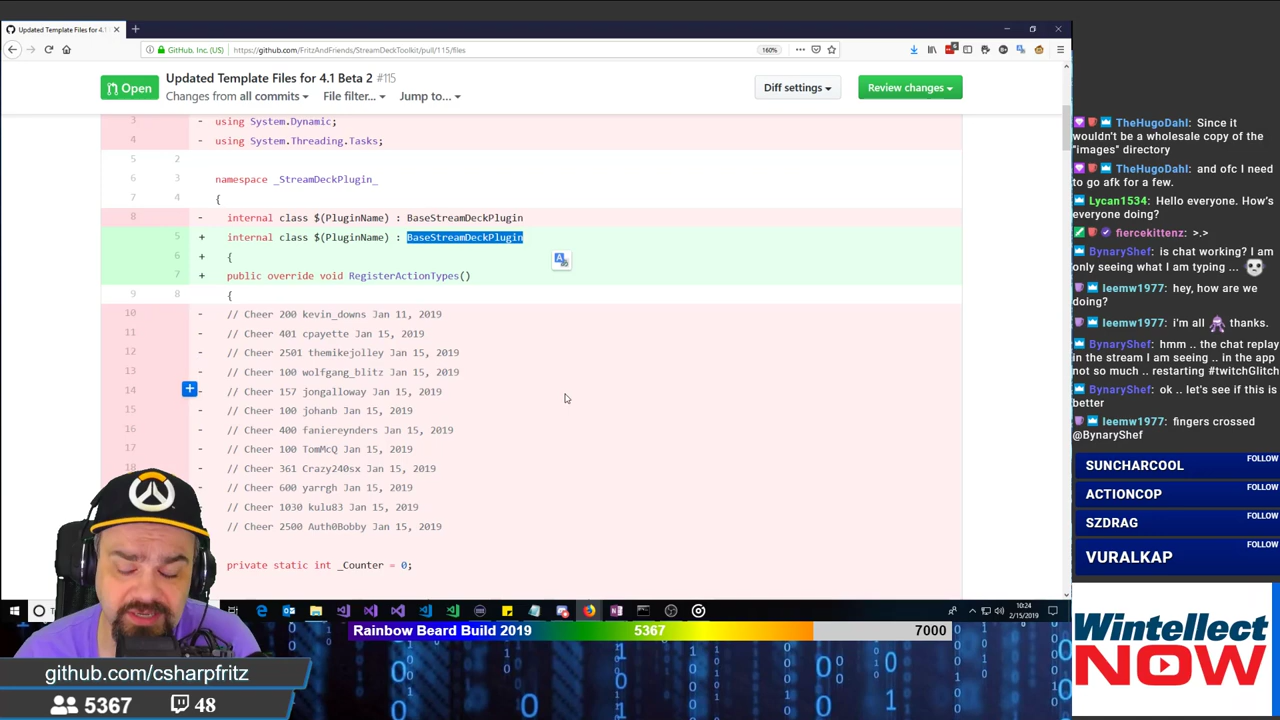 Updated Template Files for 4.1
GitHub, Inc. (US)
https://github.com/FritzAndFriends/StreamDeckToolkit/pull/115/files
160%
Open
Updated Template Files for 4.1 Beta 2 #115
Changes from all commits
File filter...
Jump to...
Diff settings
Review changes
3 - using System.Dynamic;
4 - using System.Threading.Tasks;
5 2
6 3 namespace _StreamDeckPlugin_
7 4 {
8 - internal class $(PluginName) : BaseStreamDeckPlugin
5 + internal class $(PluginName) : BaseStreamDeckPlugin
6 + {
7 + public override void RegisterActionTypes()
9 8 {
10 - // Cheer 200 kevin_downs Jan 11, 2019
11 - // Cheer 401 cpayette Jan 15, 2019
12 - // Cheer 2501 themikejolley Jan 15, 2019
13 - // Cheer 100 wolfgang_blitz Jan 15, 2019
14 - // Cheer 157 jongalloway Jan 15, 2019
15 - // Cheer 100 johanb Jan 15, 2019
16 - // Cheer 400 faniereynders Jan 15, 2019
17 - // Cheer 100 TomMcQ Jan 15, 2019
18 - // Cheer 361 Crazy240sx Jan 15, 2019
- // Cheer 600 yarrgh Jan 15, 2019
- // Cheer 1030 kulu83 Jan 15, 2019
- // Cheer 2500 Auth0Bobby Jan 15, 2019
private static int _Counter = 0;
10:24
2/15/2019
TheHugoDahl: Since it
wouldn't be a wholesale copy of the
"images" directory
TheHugoDahl: and ofc I need
to go afk for a few.
Lycan1534: Hello everyone. How's
everyone doing?
fiercekittenz: >.>
BynaryShef: is chat working? I am
only seeing what I am typing ...
leemw1977: hey, how are we
doing?
leemw1977: i'm all thanks.
BynaryShef: hmm .. the chat replay
in the stream I am seeing .. in the app
not so much .. restarting #twitchGlitch
BynaryShef: ok .. let's see if this is
better
leemw1977: fingers crossed
@BynaryShef
SUNCHARCOOL FOLLOW
ACTIONCOP FOLLOW
SZDRAG FOLLOW
VURALKAP FOLLOW
Wintellect
NOW
Rainbow Beard Build 2019 5367 7000
github.com/csharpfritz
5367 48